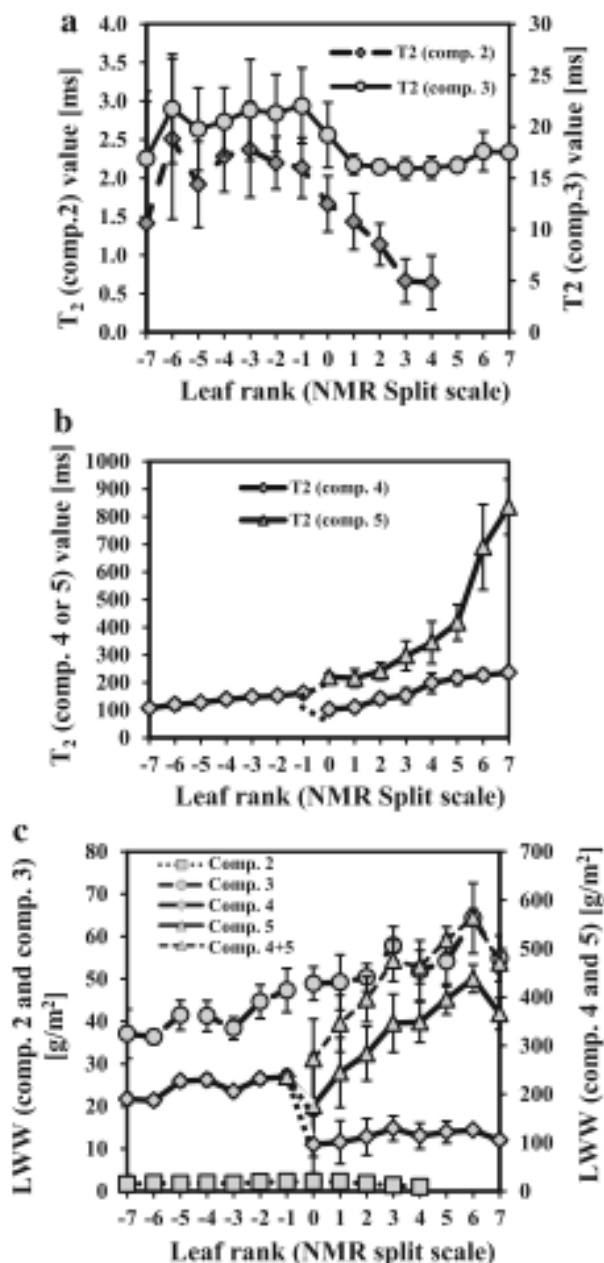 a
T2 (comp. 2)
T2 (comp. 3)
T₂ (comp.2) value [ms]
4.0
3.5
3.0
2.5
2.0
1.5
1.0
0.5
0.0
T2 (comp.3) value [ms]
30
25
20
15
10
5
0
-7 -6 -5 -4 -3 -2 -1 0 1 2 3 4 5 6 7
Leaf rank (NMR Split scale)
b
T2 (comp. 4)
T2 (comp. 5)
T₂ (comp. 4 or 5) value [ms]
1000
900
800
700
600
500
400
300
200
100
0
-7 -6 -5 -4 -3 -2 -1 0 1 2 3 4 5 6 7
Leaf rank (NMR Split scale)
c
Comp. 2
Comp. 3
Comp. 4
Comp. 5
Comp. 4+5
LWW (comp. 2 and comp. 3)
[g/m²]
80
70
60
50
40
30
20
10
0
LWW (comp. 4 and 5) [g/m²]
700
600
500
400
300
200
100
0
-7 -6 -5 -4 -3 -2 -1 0 1 2 3 4 5 6 7
Leaf rank (NMR split scale)